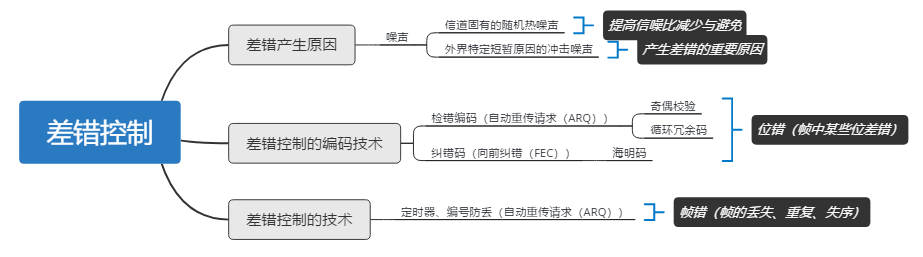 差错控制
差错产生原因
噪声
信道固有的随机热噪声
提高信噪比减少与避免
外界特定短暂原因的冲击噪声
产生差错的重要原因
差错控制的编码技术
检错编码（自动重传请求（ARQ））
奇偶校验
循环冗余码
纠错码（向前纠错（FEC））
海明码
位错（帧中某些位差错）
差错控制的技术
定时器、编号防丢（自动重传请求（ARQ））
帧错（帧的丢失、重复、失序）